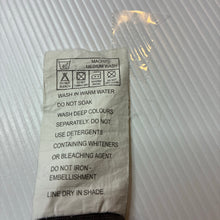 MACHINE
MEDIUM WASH
WASH IN WARM WATER
DO NOT SOAK
WASH DEEP COLOURS
SEPARATELY. DO NOT
USE DETERGENTS
CONTAINING WHITENERS
OR BLEACHING AGENT
DO NOT IRON-
EMBELLISHMENT
LINE DRY IN SHADE.